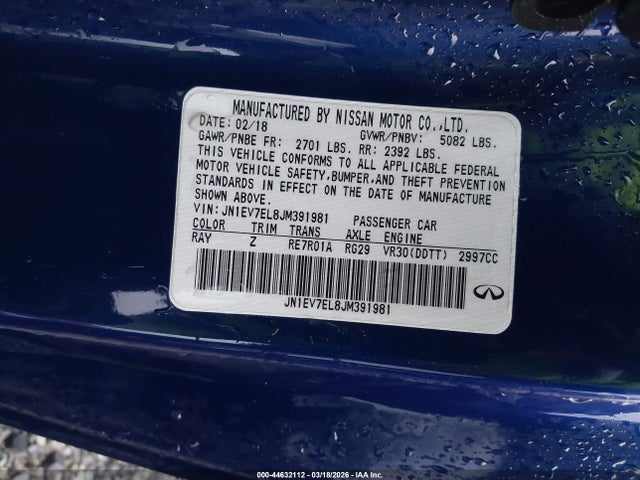 MANUFACTURED BY NISSAN MOTOR CO.,LTD.
DATE: 02/18 GVWR/PNBV: 5082 LBS.
GAWR/PNBE FR: 2701 LBS. RR: 2392 LBS.
THIS VEHICLE CONFORMS TO ALL APPLICABLE FEDERAL
MOTOR VEHICLE SAFETY, BUMPER, AND THEFT PREVENTION
STANDARDS IN EFFECT ON THE DATE OF MANUFACTURE
SHOWN ABOVE.
VIN: JN1EV7EL8JM391981 PASSENGER CAR
COLOR TRIM TRANS AXLE ENGINE
RAY Z RE7R01A RG29 VR30(DDTT) 2997CC
JN1EV7EL8JM391981
000-44632112 - 03/18/2026 - IAA Inc.